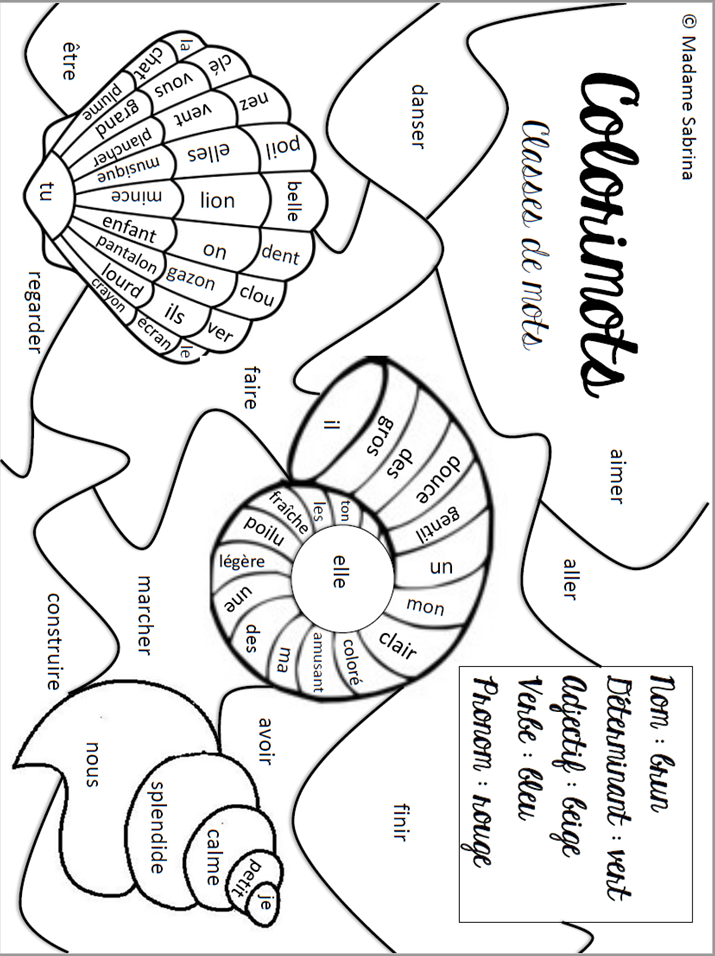 © Madame Sabrina
Colorimots
Classes de mots
Nom : brun
Déterminant : vert
Adjectif : beige
Verbe : bleu
Pronom : rouge
danser
aimer
aller
être
regarder
faire
marcher
construire
avoir
finir
la
clé
nez
poil
belle
dent
clou
ver
le
chat
vous
vent
elles
lion
on
gazon
ils
écran
plume
grand
plancher
musique
mince
enfant
pantalon
lourd
crayon
tu
il
gros
des
douce
gentil
un
mon
clair
coloré
amusant
ma
des
une
légère
poilu
fraîche
les
ton
elle
nous
splendide
calme
petit
je